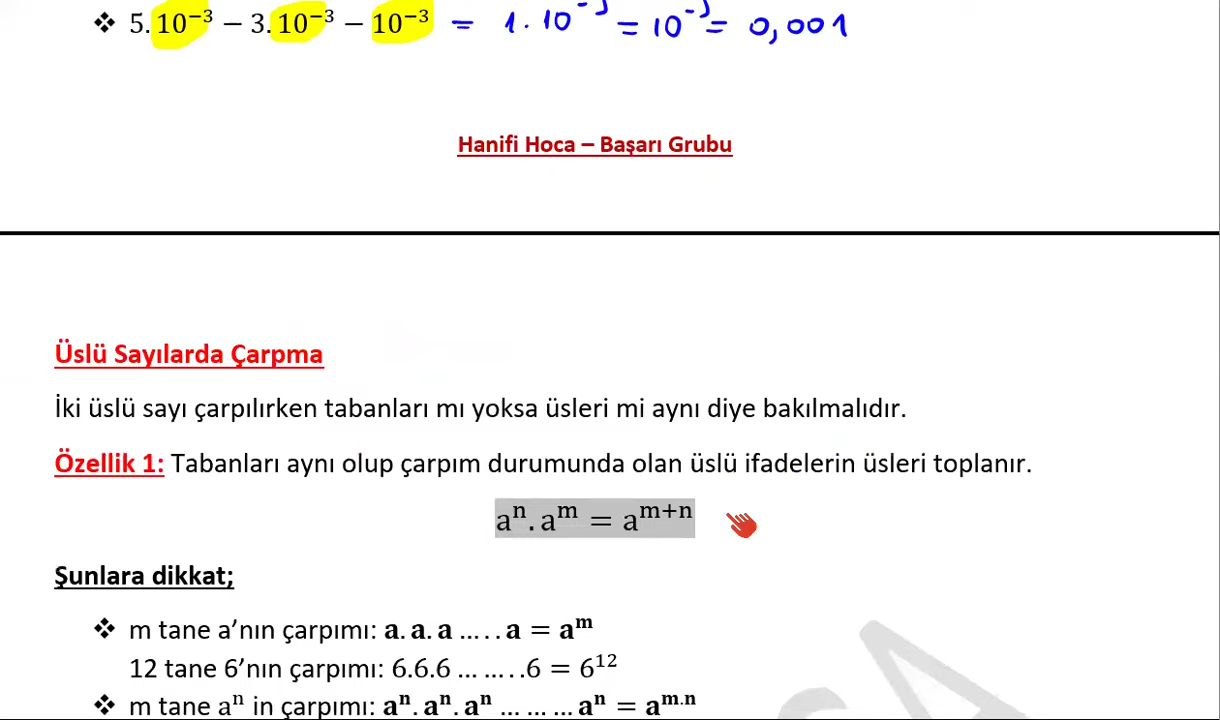 ❖ 5.10⁻³ − 3.10⁻³ − 10⁻³ = 1.10⁻³ = 10⁻³ = 0,001
Hanifi Hoca – Başarı Grubu
Üslü Sayılarda Çarpma
İki üslü sayı çarpılırken tabanları mı yoksa üsleri mi aynı diye bakılmalıdır.
Özellik 1: Tabanları aynı olup çarpım durumunda olan üslü ifadelerin üsleri toplanır.
aⁿ.aᵐ = aᵐ⁺ⁿ
Şunlara dikkat;
❖ m tane a’nın çarpımı: a.a.a …..a = aᵐ
12 tane 6’nın çarpımı: 6.6.6 … …..6 = 6¹²
❖ m tane aⁿ in çarpımı: aⁿ.aⁿ.aⁿ … … … aⁿ = aᵐ·ⁿ